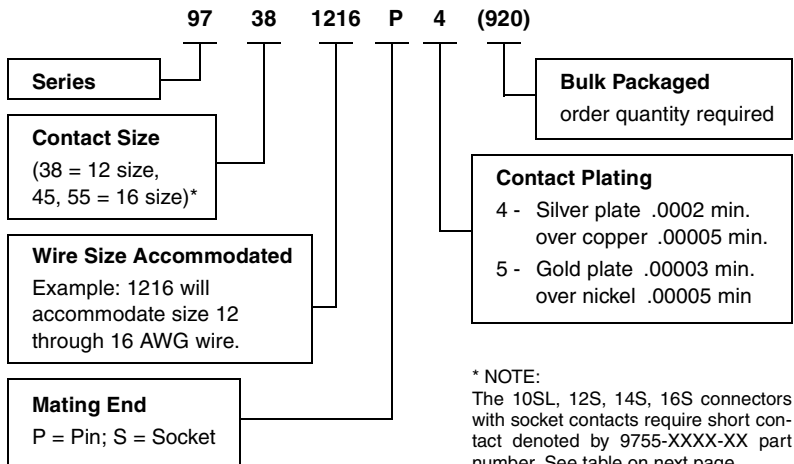 97 38 1216 P 4 (920)
Series
Contact Size
(38 = 12 size,
45, 55 = 16 size)*
Wire Size Accommodated
Example: 1216 will
accommodate size 12
through 16 AWG wire.
Mating End
P = Pin; S = Socket
Bulk Packaged
order quantity required
Contact Plating
4 - Silver plate .0002 min.
over copper .00005 min.
5 - Gold plate .00003 min.
over nickel .00005 min
* NOTE:
The 10SL, 12S, 14S, 16S connectors
with socket contacts require short con-
tact denoted by 9755-XXXX-XX part
number. See table on next page.